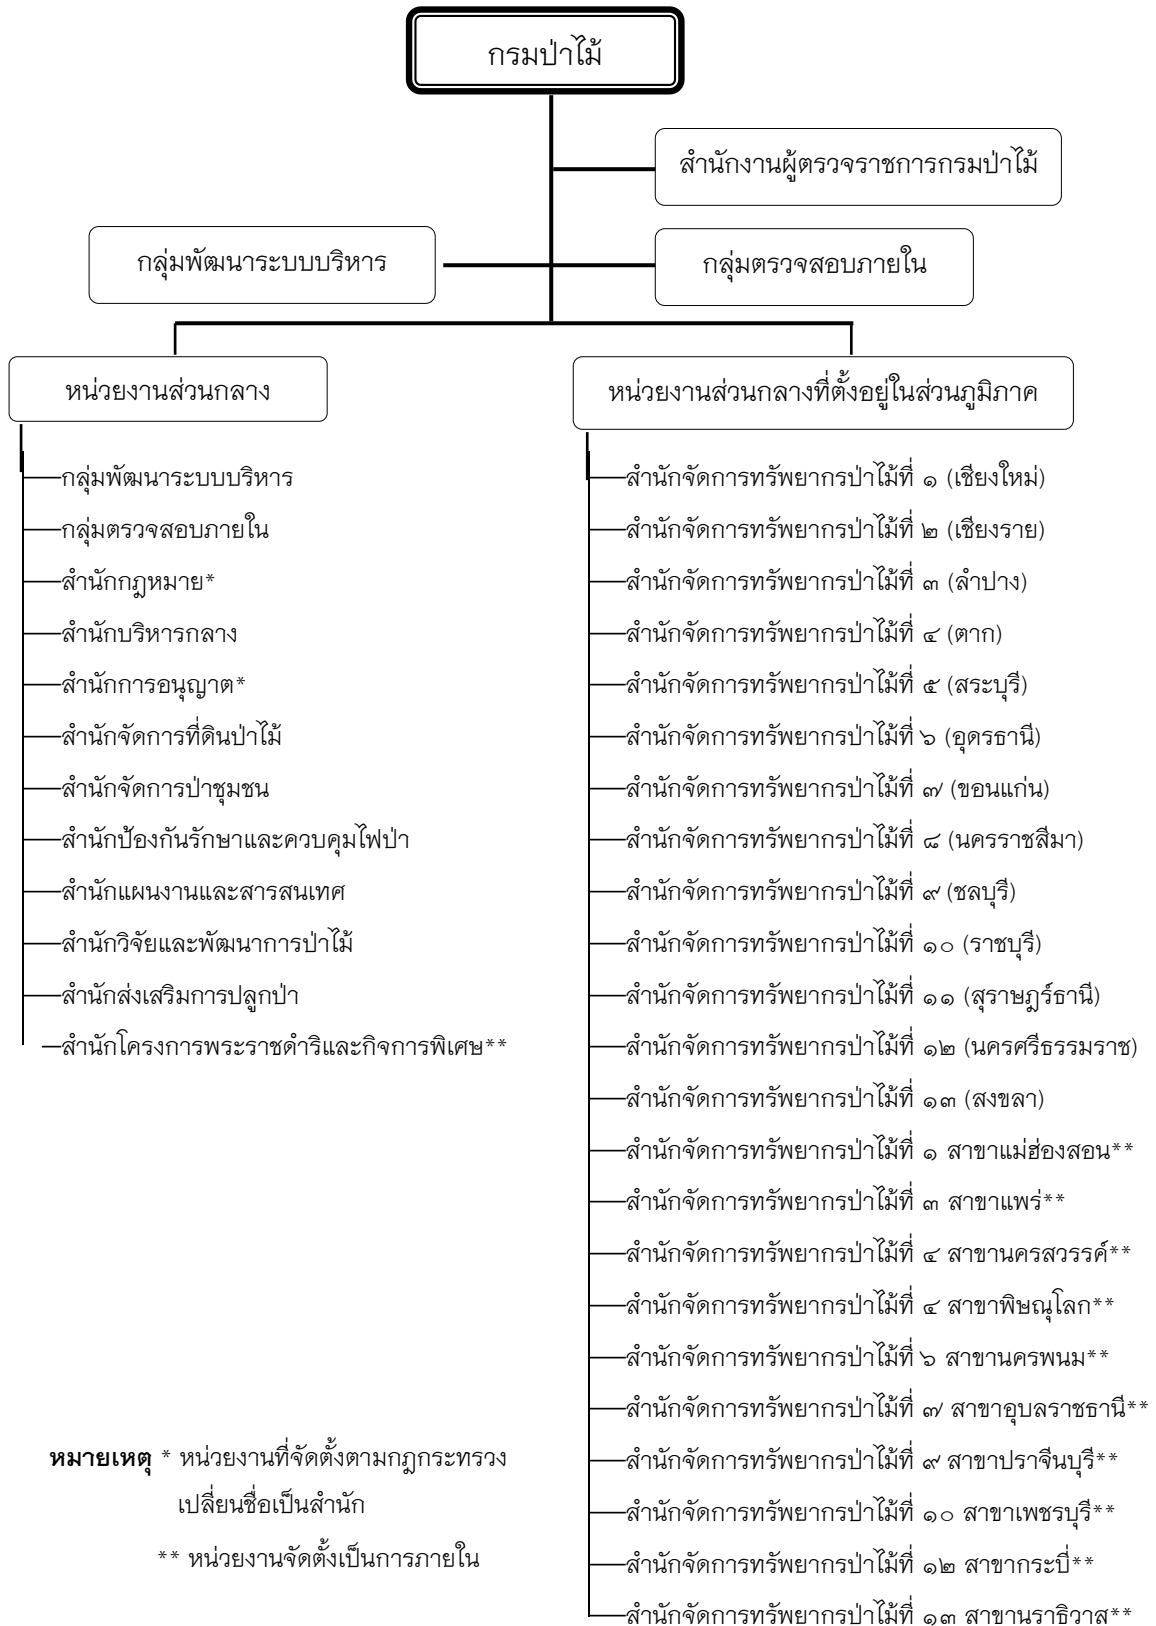 กรมป่าไม้
สำนักงานผู้ตรวจราชการกรมป่าไม้
กลุ่มพัฒนาระบบบริหาร
กลุ่มตรวจสอบภายใน
หน่วยงานส่วนกลาง
กลุ่มพัฒนาระบบบริหาร
กลุ่มตรวจสอบภายใน
สำนักกฎหมาย*
สำนักบริหารกลาง
สำนักการอนุญาต*
สำนักจัดการที่ดินป่าไม้
สำนักจัดการป่าชุมชน
สำนักป้องกันรักษาและควบคุมไฟป่า
สำนักแผนงานและสารสนเทศ
สำนักวิจัยและพัฒนาการป่าไม้
สำนักส่งเสริมการปลูกป่า
สำนักโครงการพระราชดำริและกิจการพิเศษ**
หน่วยงานส่วนกลางที่ตั้งอยู่ในส่วนภูมิภาค
สำนักจัดการทรัพยากรป่าไม้ที่ ๑ (เชียงใหม่)
สำนักจัดการทรัพยากรป่าไม้ที่ ๒ (เชียงราย)
สำนักจัดการทรัพยากรป่าไม้ที่ ๓ (ลำปาง)
สำนักจัดการทรัพยากรป่าไม้ที่ ๔ (ตาก)
สำนักจัดการทรัพยากรป่าไม้ที่ ๕ (สระบุรี)
สำนักจัดการทรัพยากรป่าไม้ที่ ๖ (อุดรธานี)
สำนักจัดการทรัพยากรป่าไม้ที่ ๗ (ขอนแก่น)
สำนักจัดการทรัพยากรป่าไม้ที่ ๘ (นครราชสีมา)
สำนักจัดการทรัพยากรป่าไม้ที่ ๙ (ชลบุรี)
สำนักจัดการทรัพยากรป่าไม้ที่ ๑๐ (ราชบุรี)
สำนักจัดการทรัพยากรป่าไม้ที่ ๑๑ (สุราษฎร์ธานี)
สำนักจัดการทรัพยากรป่าไม้ที่ ๑๒ (นครศรีธรรมราช)
สำนักจัดการทรัพยากรป่าไม้ที่ ๑๓ (สงขลา)
สำนักจัดการทรัพยากรป่าไม้ที่ ๑ สาขาแม่ฮ่องสอน**
สำนักจัดการทรัพยากรป่าไม้ที่ ๓ สาขาแพร่**
สำนักจัดการทรัพยากรป่าไม้ที่ ๔ สาขานครสวรรค์**
สำนักจัดการทรัพยากรป่าไม้ที่ ๔ สาขาพิษณุโลก**
สำนักจัดการทรัพยากรป่าไม้ที่ ๖ สาขานครพนม**
สำนักจัดการทรัพยากรป่าไม้ที่ ๗ สาขาอุบลราชธานี**
สำนักจัดการทรัพยากรป่าไม้ที่ ๙ สาขาปราจีนบุรี**
สำนักจัดการทรัพยากรป่าไม้ที่ ๑๐ สาขาเพชรบุรี**
สำนักจัดการทรัพยากรป่าไม้ที่ ๑๒ สาขากระบี่**
สำนักจัดการทรัพยากรป่าไม้ที่ ๑๓ สาขานราธิวาส**
หมายเหตุ * หน่วยงานที่จัดตั้งตามกฎกระทรวง
เปลี่ยนชื่อเป็นสำนัก
** หน่วยงานจัดตั้งเป็นการภายใน